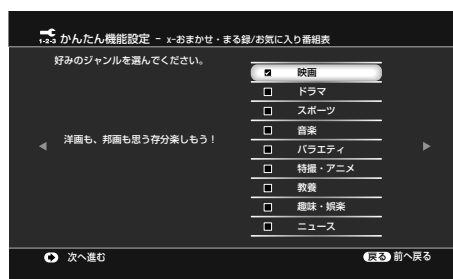 1-2-3 かんたん機能設定 - x-おまかせ・まる録/お気に入り番組表
好みのジャンルを選んでください。
映画
ドラマ
スポーツ
音楽
洋画も、邦画も思う存分楽しもう!
バラエティ
特撮・アニメ
教養
趣味・娯楽
ニュース
次へ進む
戻る 前へ戻る